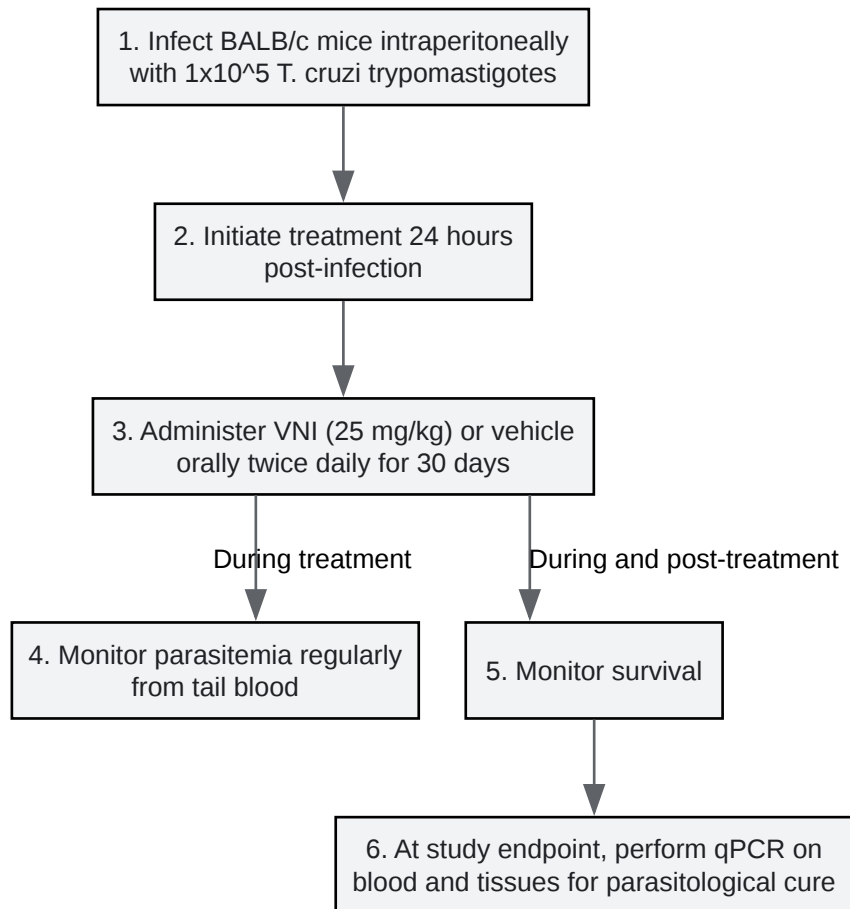 1. Infect BALB/c mice intraperitoneally
with 1x10^5 T. cruzi trypomastigotes
2. Initiate treatment 24 hours
post-infection
3. Administer VNI (25 mg/kg) or vehicle
orally twice daily for 30 days
During treatment
During and post-treatment
4. Monitor parasitemia regularly
from tail blood
5. Monitor survival
6. At study endpoint, perform qPCR on
blood and tissues for parasitological cure